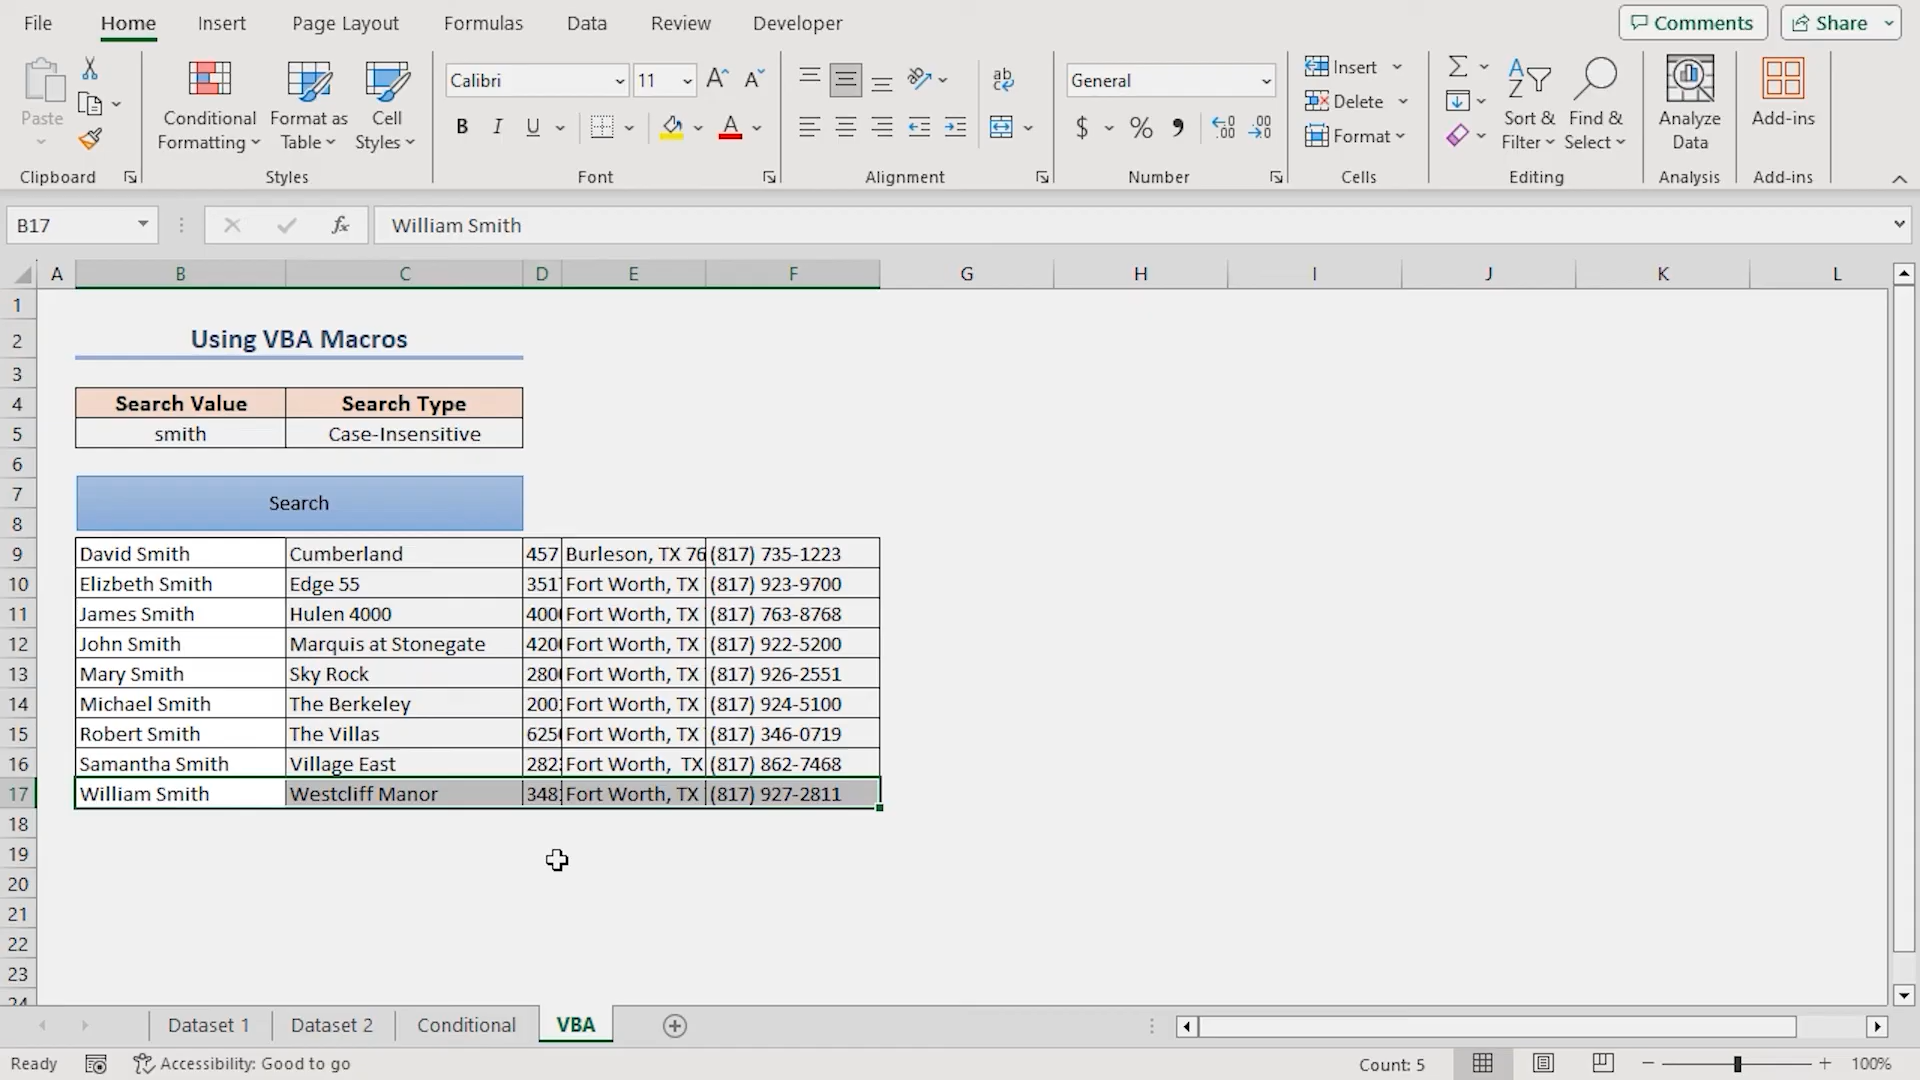 File Home Insert Page Layout Formulas Data Review Developer Comments Share
Paste Conditional Formatting Format as Table Cell Styles Calibri 11 General Insert Delete Format Sort & Filter Find & Select Analyze Data Add-ins
Clipboard Styles Font Alignment Number Cells Editing Analysis Add-ins
B17 fx William Smith
A B C D E F G H I J K L
1
2 Using VBA Macros
3
4 Search Value Search Type
5 smith Case-Insensitive
6
7 Search
8
9 David Smith Cumberland 457 Burleson, TX 76 (817) 735-1223
10 Elizbeth Smith Edge 55 351 Fort Worth, TX (817) 923-9700
11 James Smith Hulen 4000 400 Fort Worth, TX (817) 763-8768
12 John Smith Marquis at Stonegate 420 Fort Worth, TX (817) 922-5200
13 Mary Smith Sky Rock 280 Fort Worth, TX (817) 926-2551
14 Michael Smith The Berkeley 200 Fort Worth, TX (817) 924-5100
15 Robert Smith The Villas 625 Fort Worth, TX (817) 346-0719
16 Samantha Smith Village East 282 Fort Worth, TX (817) 862-7468
17 William Smith Westcliff Manor 348 Fort Worth, TX (817) 927-2811
18
19
20
21
22
23
24
Dataset 1 Dataset 2 Conditional VBA
Ready Accessibility: Good to go Count: 5 100%